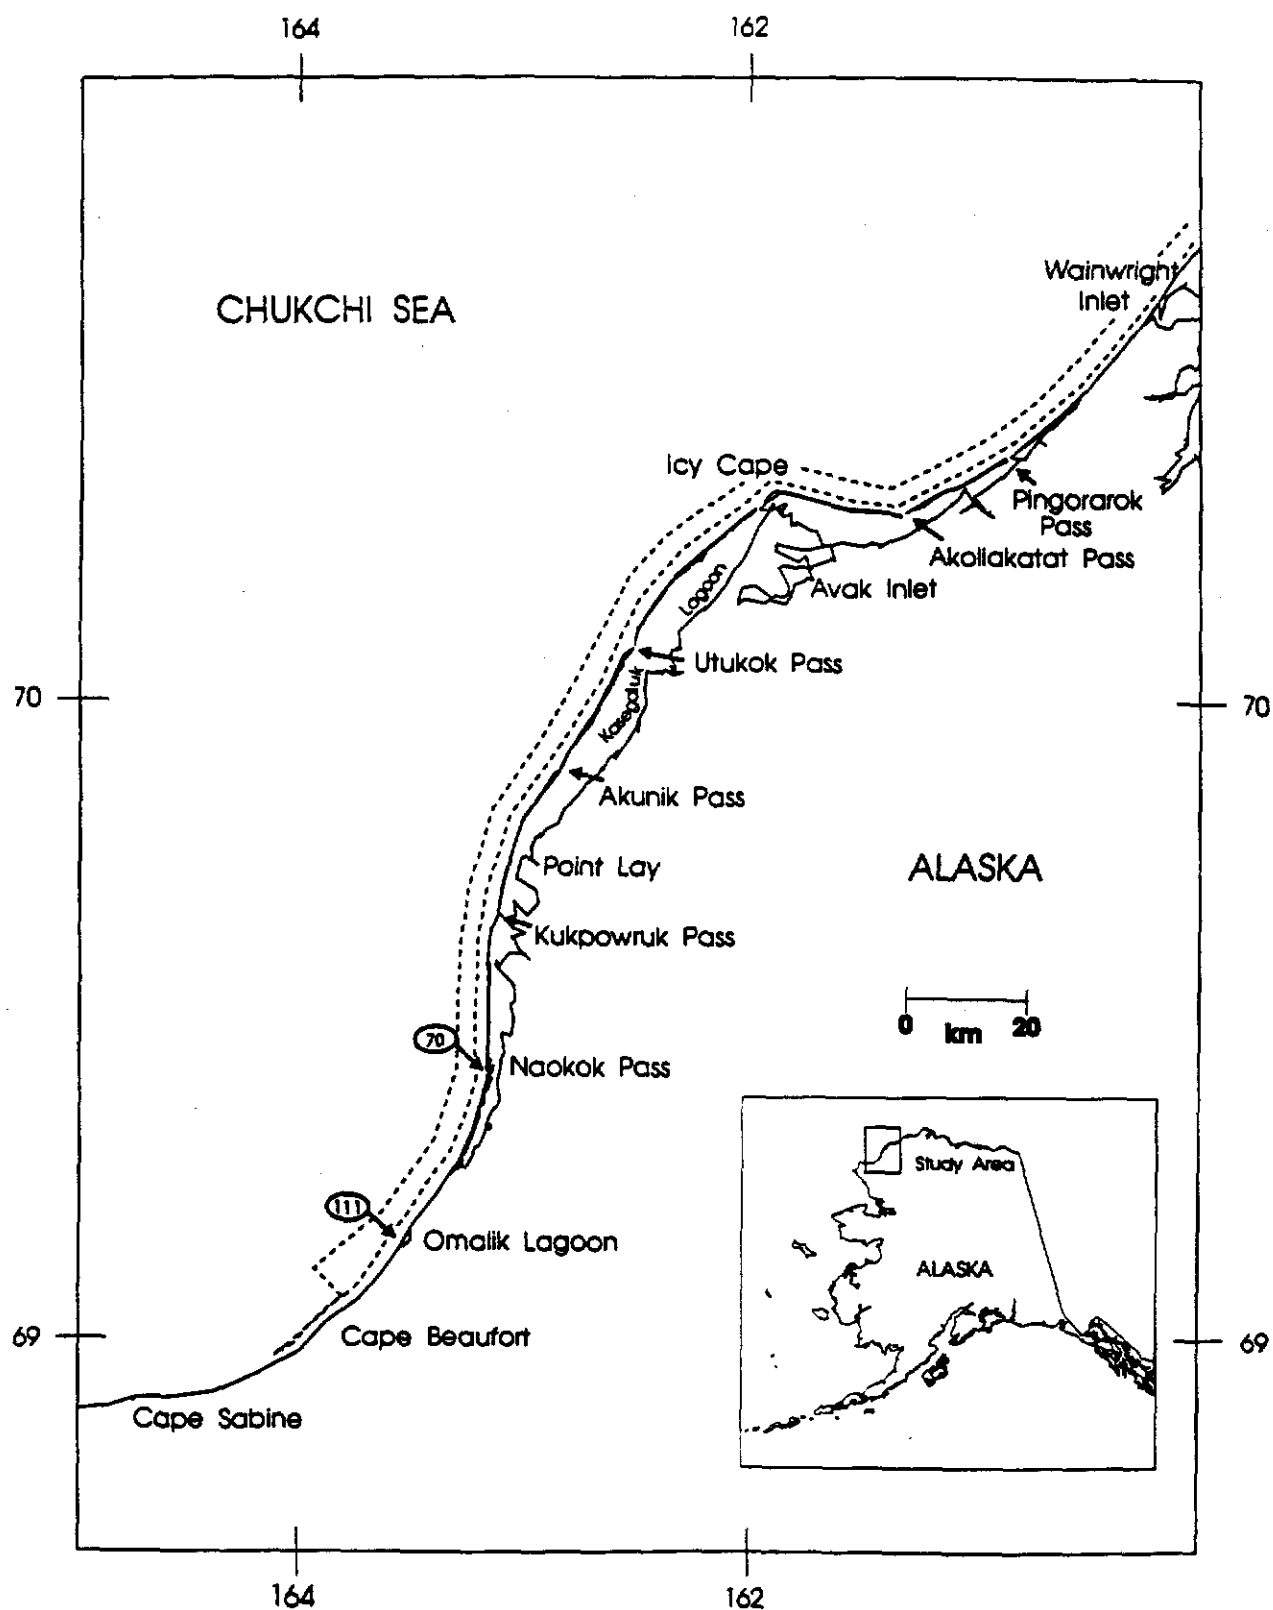 164
162
Wainwright
Inlet
CHUKCHI SEA
Icy Cape
Pingorarok
Pass
Akoliakatat Pass
Avak Inlet
Lagoon
Utukok Pass
70
70
Kasegaluk
Akunik Pass
Point Lay
ALASKA
Kukpowruk Pass
0 km 20
70
Naokok Pass
Study Area
111
Omalik Lagoon
ALASKA
69
Cape Beaufort
69
Cape Sabine
164
162